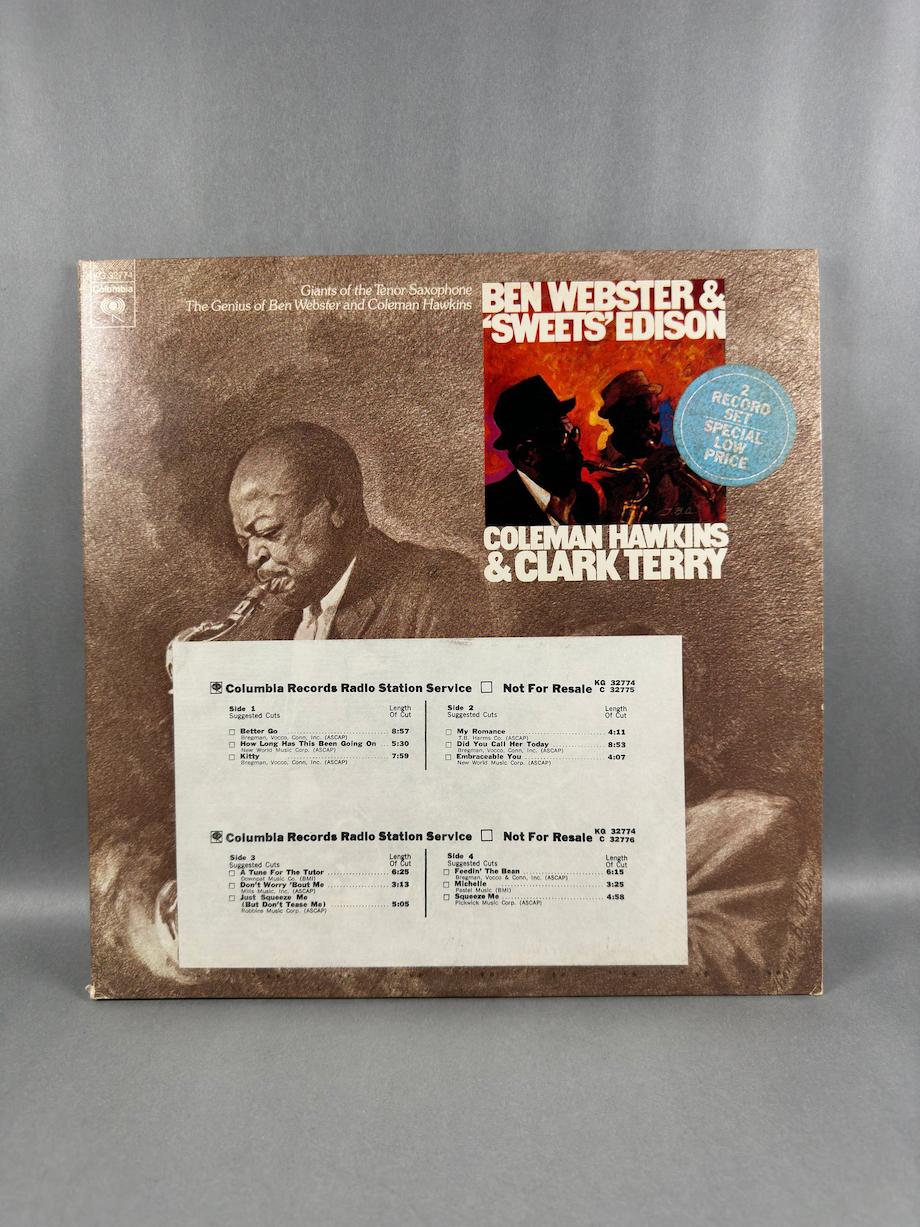 KG 32774
Columbia
Giants of the Tenor Saxophone
The Genius of Ben Webster and Coleman Hawkins
BEN WEBSTER &
'SWEETS' EDISON
2
RECORD
SET
SPECIAL
LOW
PRICE
COLEMAN HAWKINS
& CLARK TERRY
Columbia Records Radio Station Service Not For Resale KG 32774
C 32775
Side 1 Length
Suggested Cuts Of Cut
Better Go 8:57
Bregman, Vocco, Conn, Inc. (ASCAP)
How Long Has This Been Going On 5:30
New World Music Corp. (ASCAP)
Kitty 7:59
Bregman, Vocco, Conn, Inc. (ASCAP)
Side 2 Length
Suggested Cuts Of Cut
My Romance 4:11
T.B. Harms Co. (ASCAP)
Did You Call Her Today 8:53
Bregman, Vocco, Conn, Inc. (ASCAP)
Embraceable You 4:07
New World Music Corp. (ASCAP)
Columbia Records Radio Station Service Not For Resale KG 32774
C 32776
Side 3 Length
Suggested Cuts Of Cut
A Tune For The Tutor 6:25
Downpat Music Co. (BMI)
Don't Worry 'Bout Me 3:13
Mills Music, Inc. (ASCAP)
Just Squeeze Me
(But Don't Tease Me) 5:05
Robbins Music Corp. (ASCAP)
Side 4 Length
Suggested Cuts Of Cut
Feedin' The Bean 6:15
Bregman, Vocco & Conn, Inc. (ASCAP)
Michelle 3:25
Pastel Music (BMI)
Squeeze Me 4:58
Pickwick Music Corp. (ASCAP)